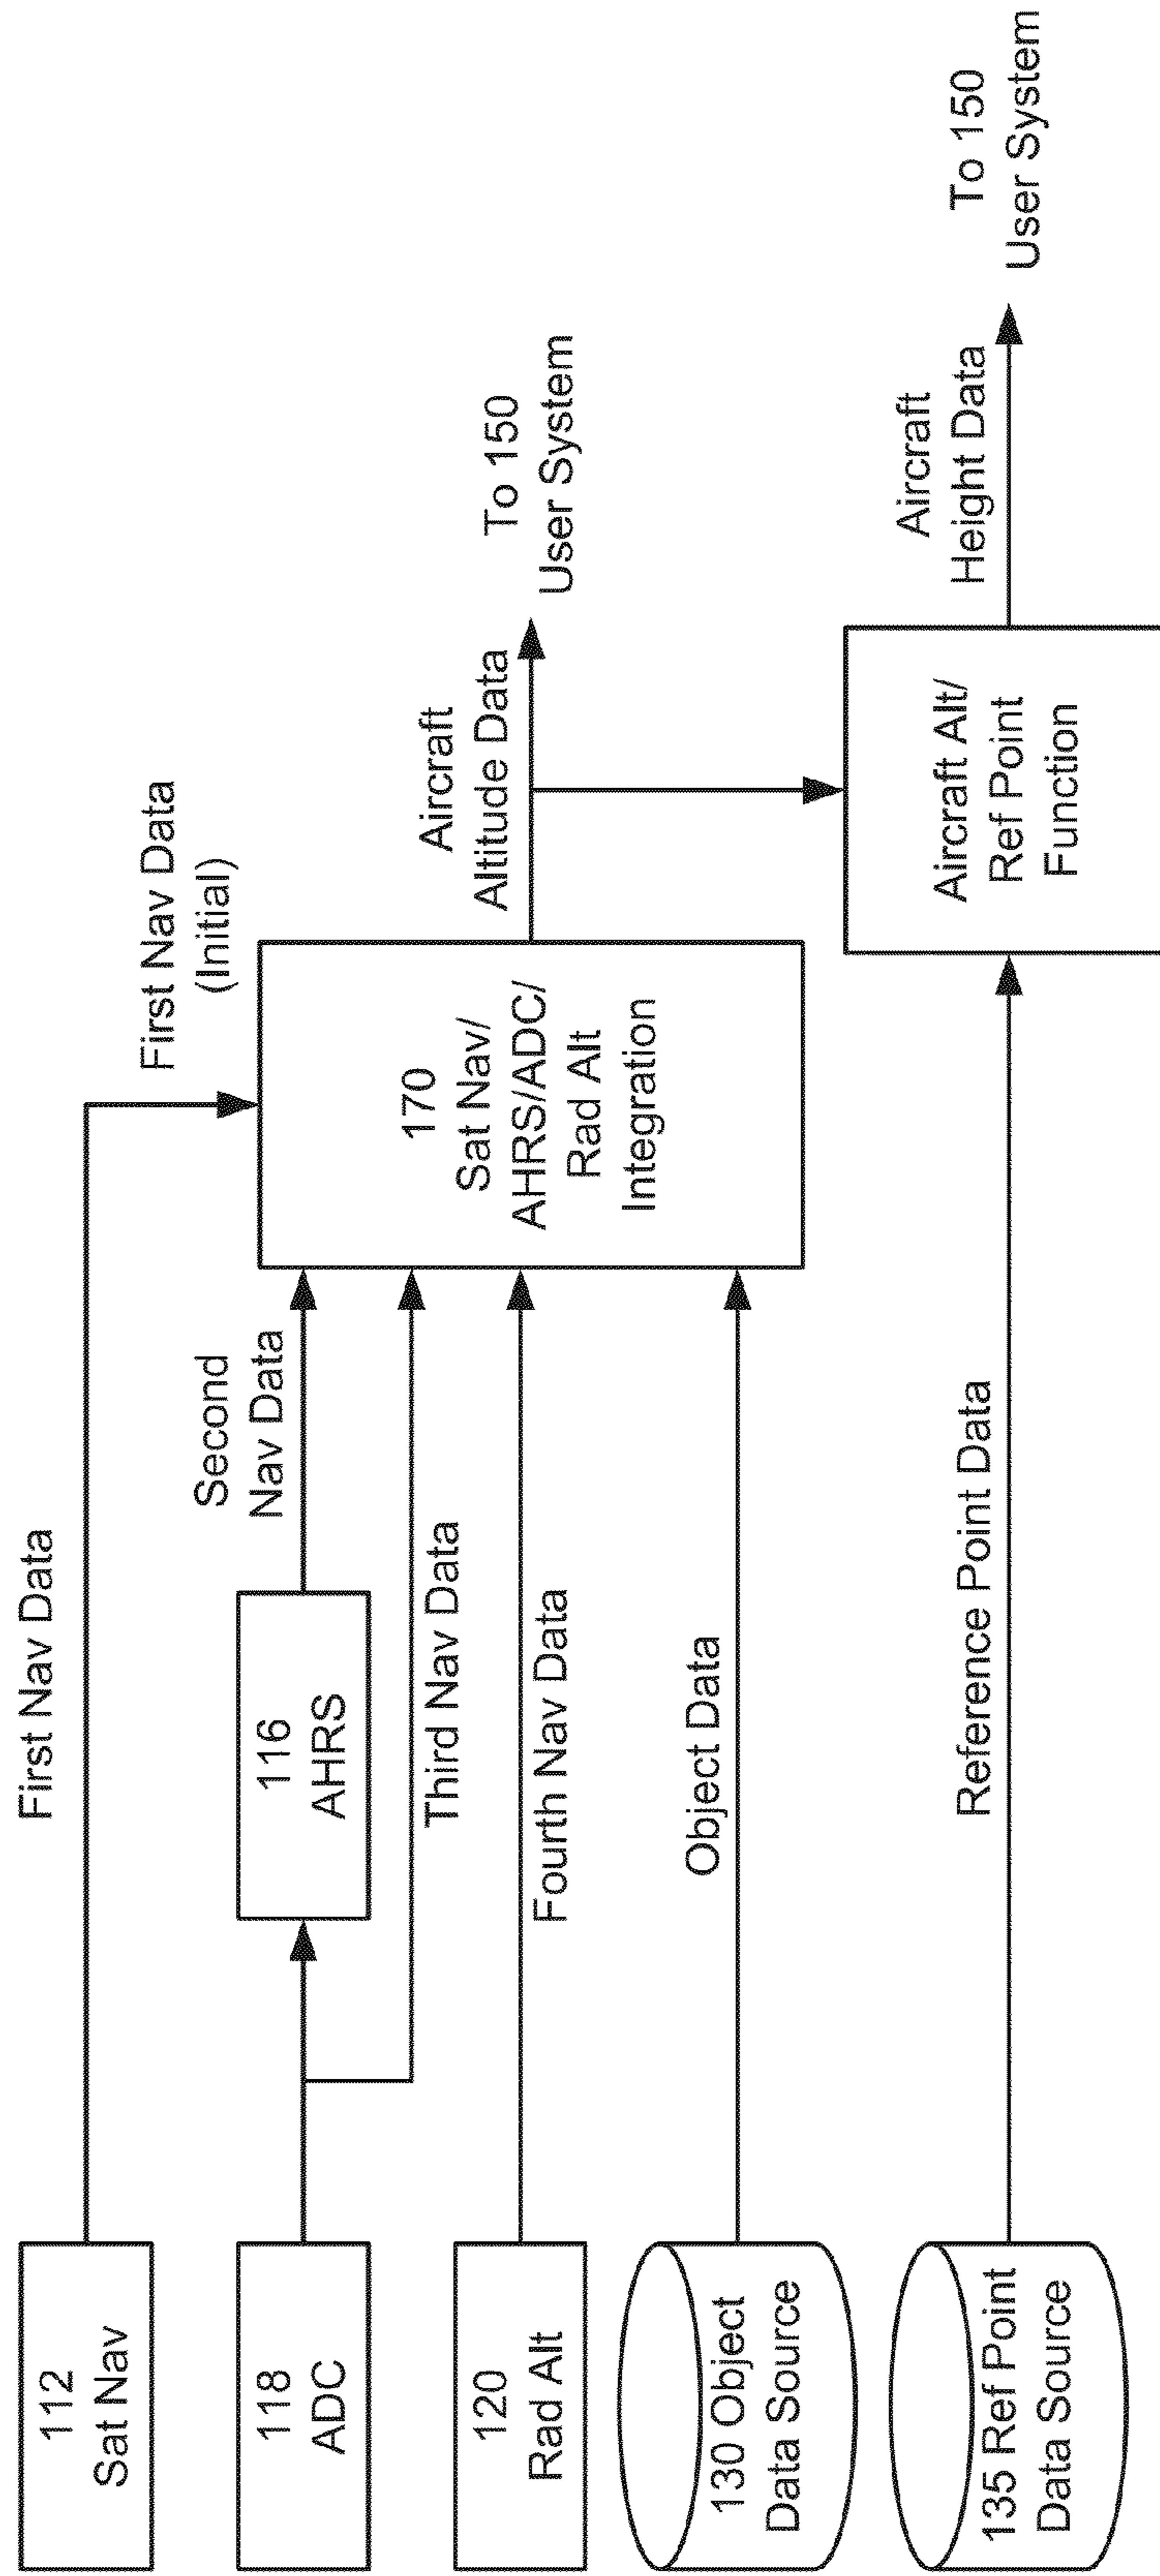 112
Sat Nav
First Nav Data
First Nav Data
(Initial)
118
ADC
116
AHRS
Second
Nav Data
Third Nav Data
120
Rad Alt
Fourth Nav Data
170
Sat Nav/
AHRS/ADC/
Rad Alt
Integration
Aircraft
Altitude Data
To 150
User System
130 Object
Data Source
Object Data
135 Ref Point
Data Source
Reference Point Data
Aircraft Alt/
Ref Point
Function
Aircraft
Height Data
To 150
User System